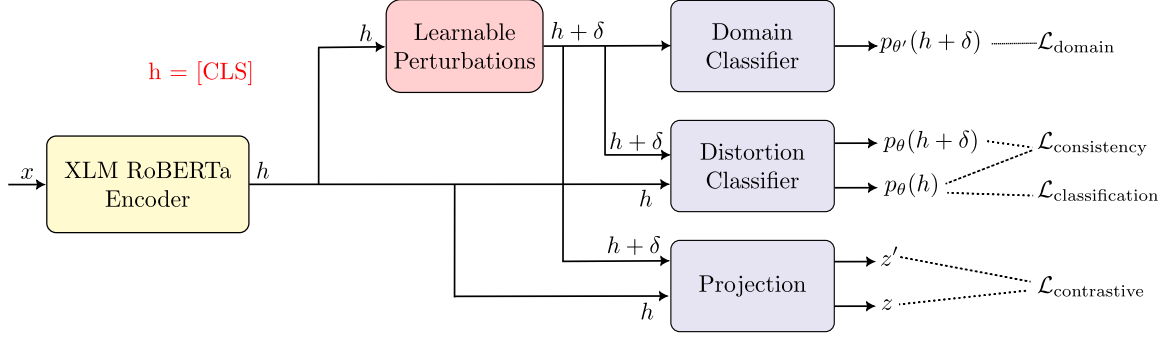 h
Learnable
Perturbations
h + δ
Domain
Classifier
p_θ′(h + δ)
ℒ_domain
h = [CLS]
h + δ
Distortion
Classifier
p_θ(h + δ)
ℒ_consistency
x
XLM RoBERTa
Encoder
h
h
p_θ(h)
ℒ_classification
h + δ
Projection
z′
h
z
ℒ_contrastive